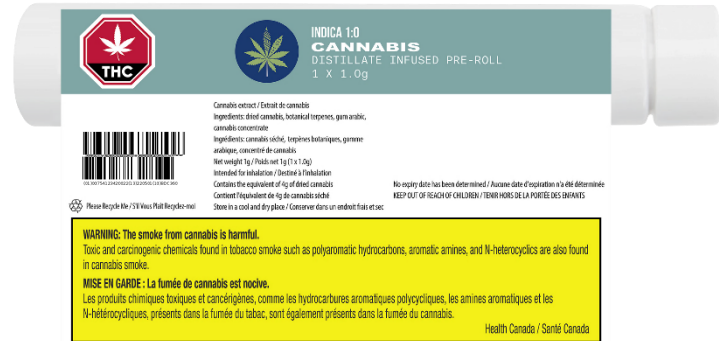 INDICA 1:0
CANNABIS
DISTILLATE INFUSED PRE-ROLL
1 X 1.0g
THC
Cannabis extract / Extrait de cannabis
Ingredients: dried cannabis, botanical terpenes, gum arabic,
cannabis concentrate
Ingrédients: cannabis séché, terpènes botaniques, gomme
arabique, concentré de cannabis
Net weight 1g / Poids net 1g (1 x 1.0g)
Intended for inhalation / Destiné à l'inhalation
Contains the equivalent of 4g of dried cannabis
Contient l'équivalent de 4g de cannabis séché
Store in a cool and dry place / Conserver dans un endroit frais et sec
Please Recycle Me / S'il Vous Plait Recyclez-moi
No expiry date has been determined / Aucune date d'expiration n'a été déterminée
KEEP OUT OF REACH OF CHILDREN / TENIR HORS DE LA PORTÉE DES ENFANTS
WARNING: The smoke from cannabis is harmful.
Toxic and carcinogenic chemicals found in tobacco smoke such as polyaromatic hydrocarbons, aromatic amines, and N-heterocyclics are also found
in cannabis smoke.
MISE EN GARDE : La fumée de cannabis est nocive.
Les produits chimiques toxiques et cancérigènes, comme les hydrocarbures aromatiques polycycliques, les amines aromatiques et les
N-hétérocycliques, présents dans la fumée du tabac, sont également présents dans la fumée du cannabis.
Health Canada / Santé Canada